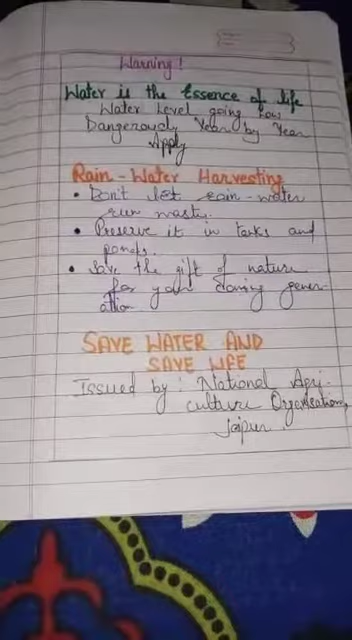 Warning!
Water is the Essence of life
Water Level going low
Dangerously Year by Year
Apply
Rain-Water Harvesting
• Don't let rain-water
run waste.
• Preserve it in tanks and
ponds.
• Save the gift of nature
for your coming gener
ation
SAVE WATER AND
SAVE LIFE
Issued by: National Agri-
culture Organisation,
Jaipur